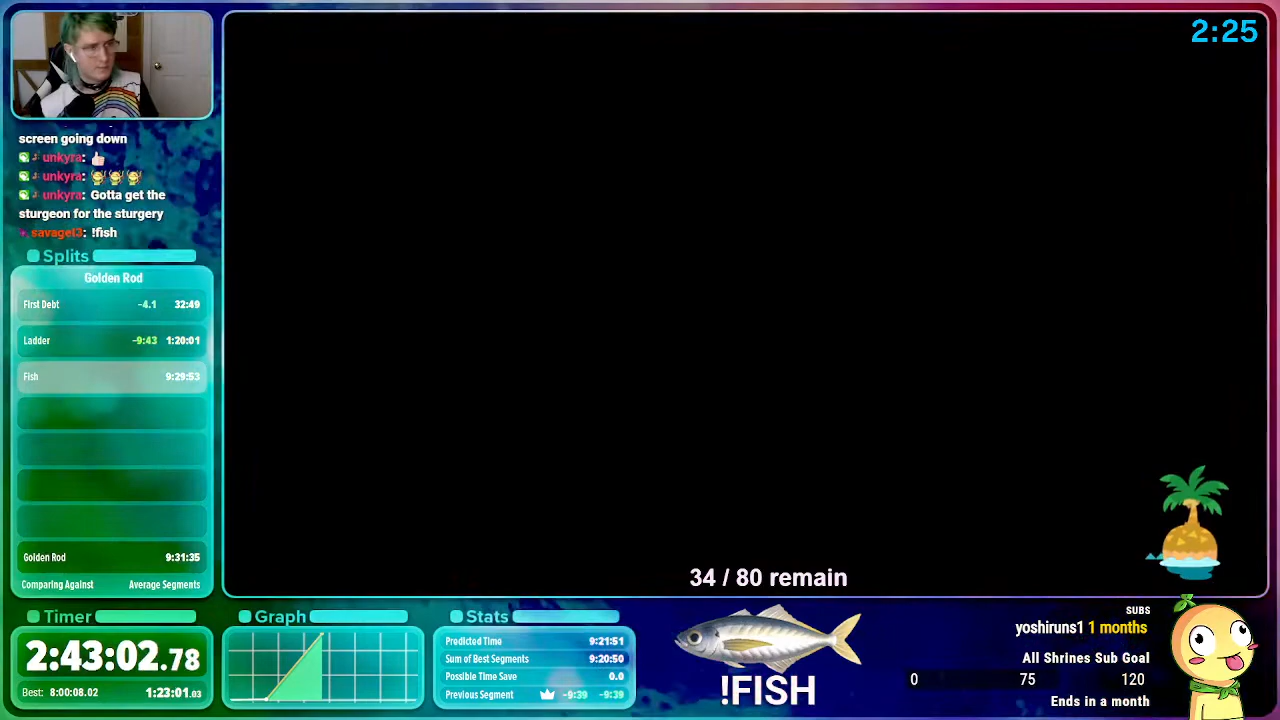 2:25
screen going down
unkyra:
unkyra:
unkyra: Gotta get the
sturgeon for the sturgery
savaget3: !fish
Splits
Golden Rod
First Debt -4.1 32:49
Ladder -9:43 1:20:01
Fish 9:29:53
Golden Rod 9:31:35
Comparing Against Average Segments
34 / 80 remain
Timer
2:43:02.78
Best: 8:00:08.02 1:23:01.03
Graph
Stats
Predicted Time 9:21:51
Sum of Best Segments 9:20:50
Possible Time Save 0.0
Previous Segment -9:39 -9:39
!FISH
SUBS
yoshiruns1 1 months
All Shrines Sub Goal
0 75 120
Ends in a month